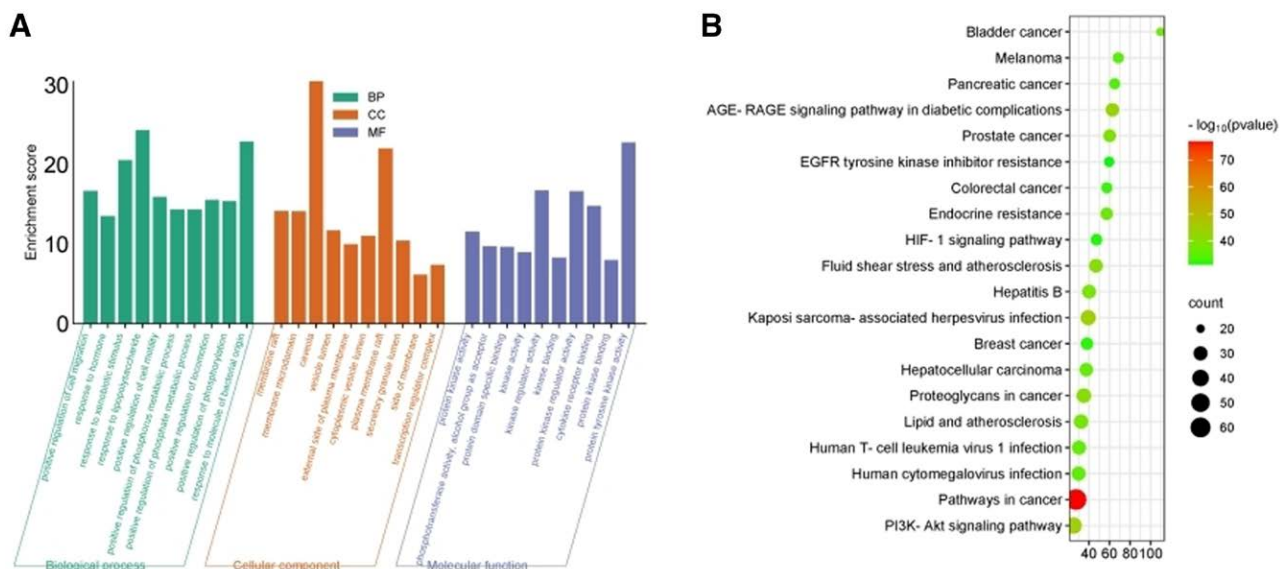 A
Enrichment score
30
20
10
0
BP
CC
MF
positive regulation of cell migration
response to hormone
response to xenobiotic stimulus
response to lipopolysaccharide
positive regulation of cell motility
positive regulation of phosphorus metabolic process
positive regulation of phosphate metabolic process
positive regulation of locomotion
positive regulation of phosphorylation
response to molecule of bacterial origin
membrane raft
membrane microdomain
caveola
vesicle lumen
external side of plasma membrane
cytoplasmic vesicle lumen
plasma membrane raft
secretory granule lumen
side of membrane
transcription regulator complex
protein kinase activity
phosphotransferase activity, alcohol group as acceptor
protein domain specific binding
kinase activity
kinase regulator activity
kinase binding
protein kinase regulator activity
cytokine receptor binding
protein kinase binding
protein tyrosine kinase activity
Biological process
Cellular component
Molecular function
B
Bladder cancer
Melanoma
Pancreatic cancer
AGE- RAGE signaling pathway in diabetic complications
Prostate cancer
EGFR tyrosine kinase inhibitor resistance
Colorectal cancer
Endocrine resistance
HIF- 1 signaling pathway
Fluid shear stress and atherosclerosis
Hepatitis B
Kaposi sarcoma- associated herpesvirus infection
Breast cancer
Hepatocellular carcinoma
Proteoglycans in cancer
Lipid and atherosclerosis
Human T- cell leukemia virus 1 infection
Human cytomegalovirus infection
Pathways in cancer
PI3K- Akt signaling pathway
40 60 80 100
- log10(pvalue)
70
60
50
40
count
20
30
40
50
60